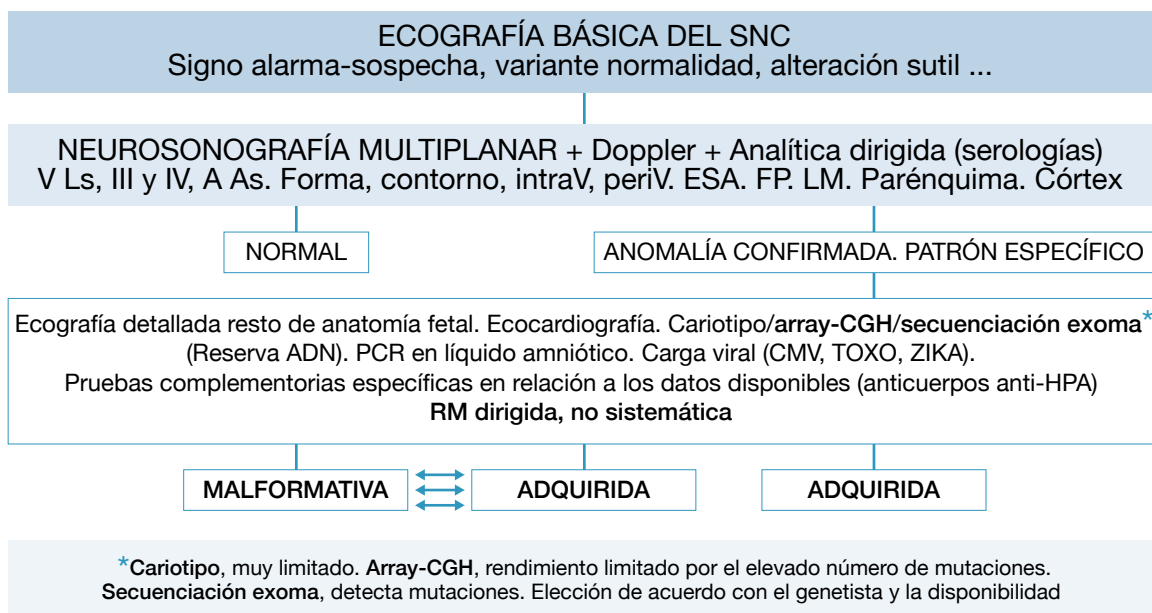 ECOGRAFÍA BÁSICA DEL SNC
Signo alarma-sospecha, variante normalidad, alteración sutil ...
NEUROSONOGRAFÍA MULTIPLANAR + Doppler + Analítica dirigida (serologías)
V Ls, III y IV, A As. Forma, contorno, intraV, periV. ESA. FP. LM. Parénquima. Córtex
NORMAL
ANOMALÍA CONFIRMADA. PATRÓN ESPECÍFICO
Ecografía detallada resto de anatomía fetal. Ecocardiografía. Cariotipo/array-CGH/secuenciación exoma*
(Reserva ADN). PCR en líquido amniótico. Carga viral (CMV, TOXO, ZIKA).
Pruebas complementorias específicas en relación a los datos disponibles (anticuerpos anti-HPA)
RM dirigida, no sistemática
MALFORMATIVA
ADQUIRIDA
ADQUIRIDA
*Cariotipo, muy limitado. Array-CGH, rendimiento limitado por el elevado número de mutaciones.
Secuenciación exoma, detecta mutaciones. Elección de acuerdo con el genetista y la disponibilidad